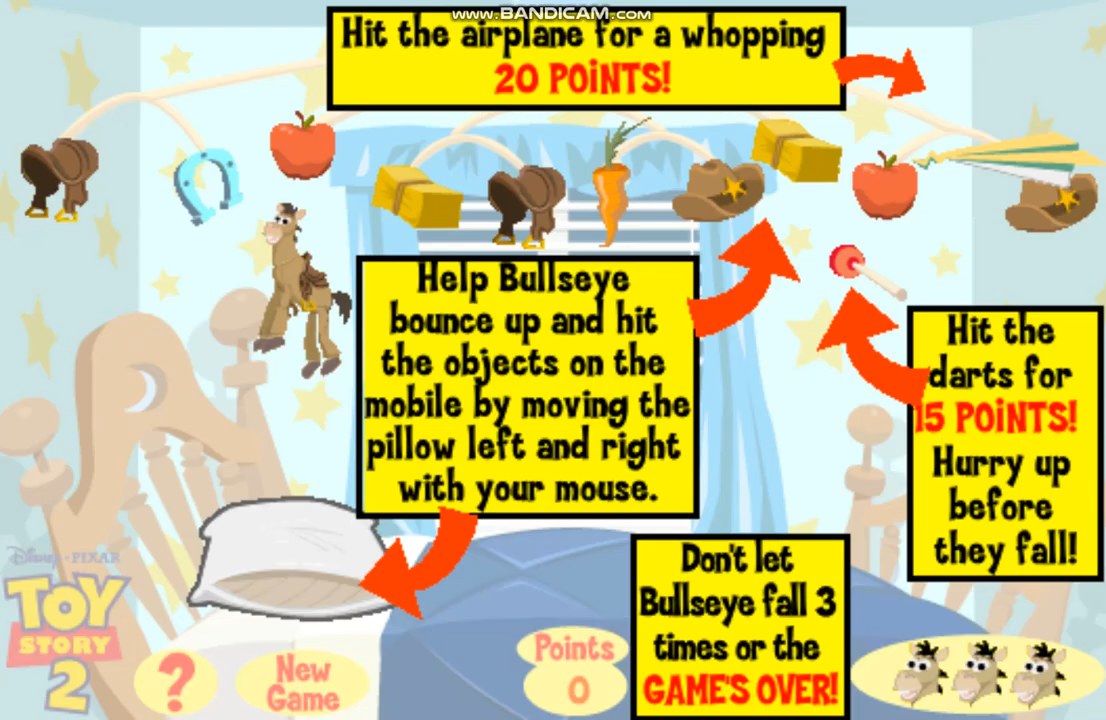 www.BANDICAM.com
Hit the airplane for a whopping
20 POiNTS!
Help Bullseye
bounce up and hit
the objects on the
mobile by moving the
pillow left and right
with your mouse.
Hit the
darts for
15 POiNTS!
Hurry up
before
they fall!
Don't let
Bullseye fall 3
times or the
GAME'S OVER!
Disney·PIXAR
TOY
STORY
2
?
New
Game
Points
0